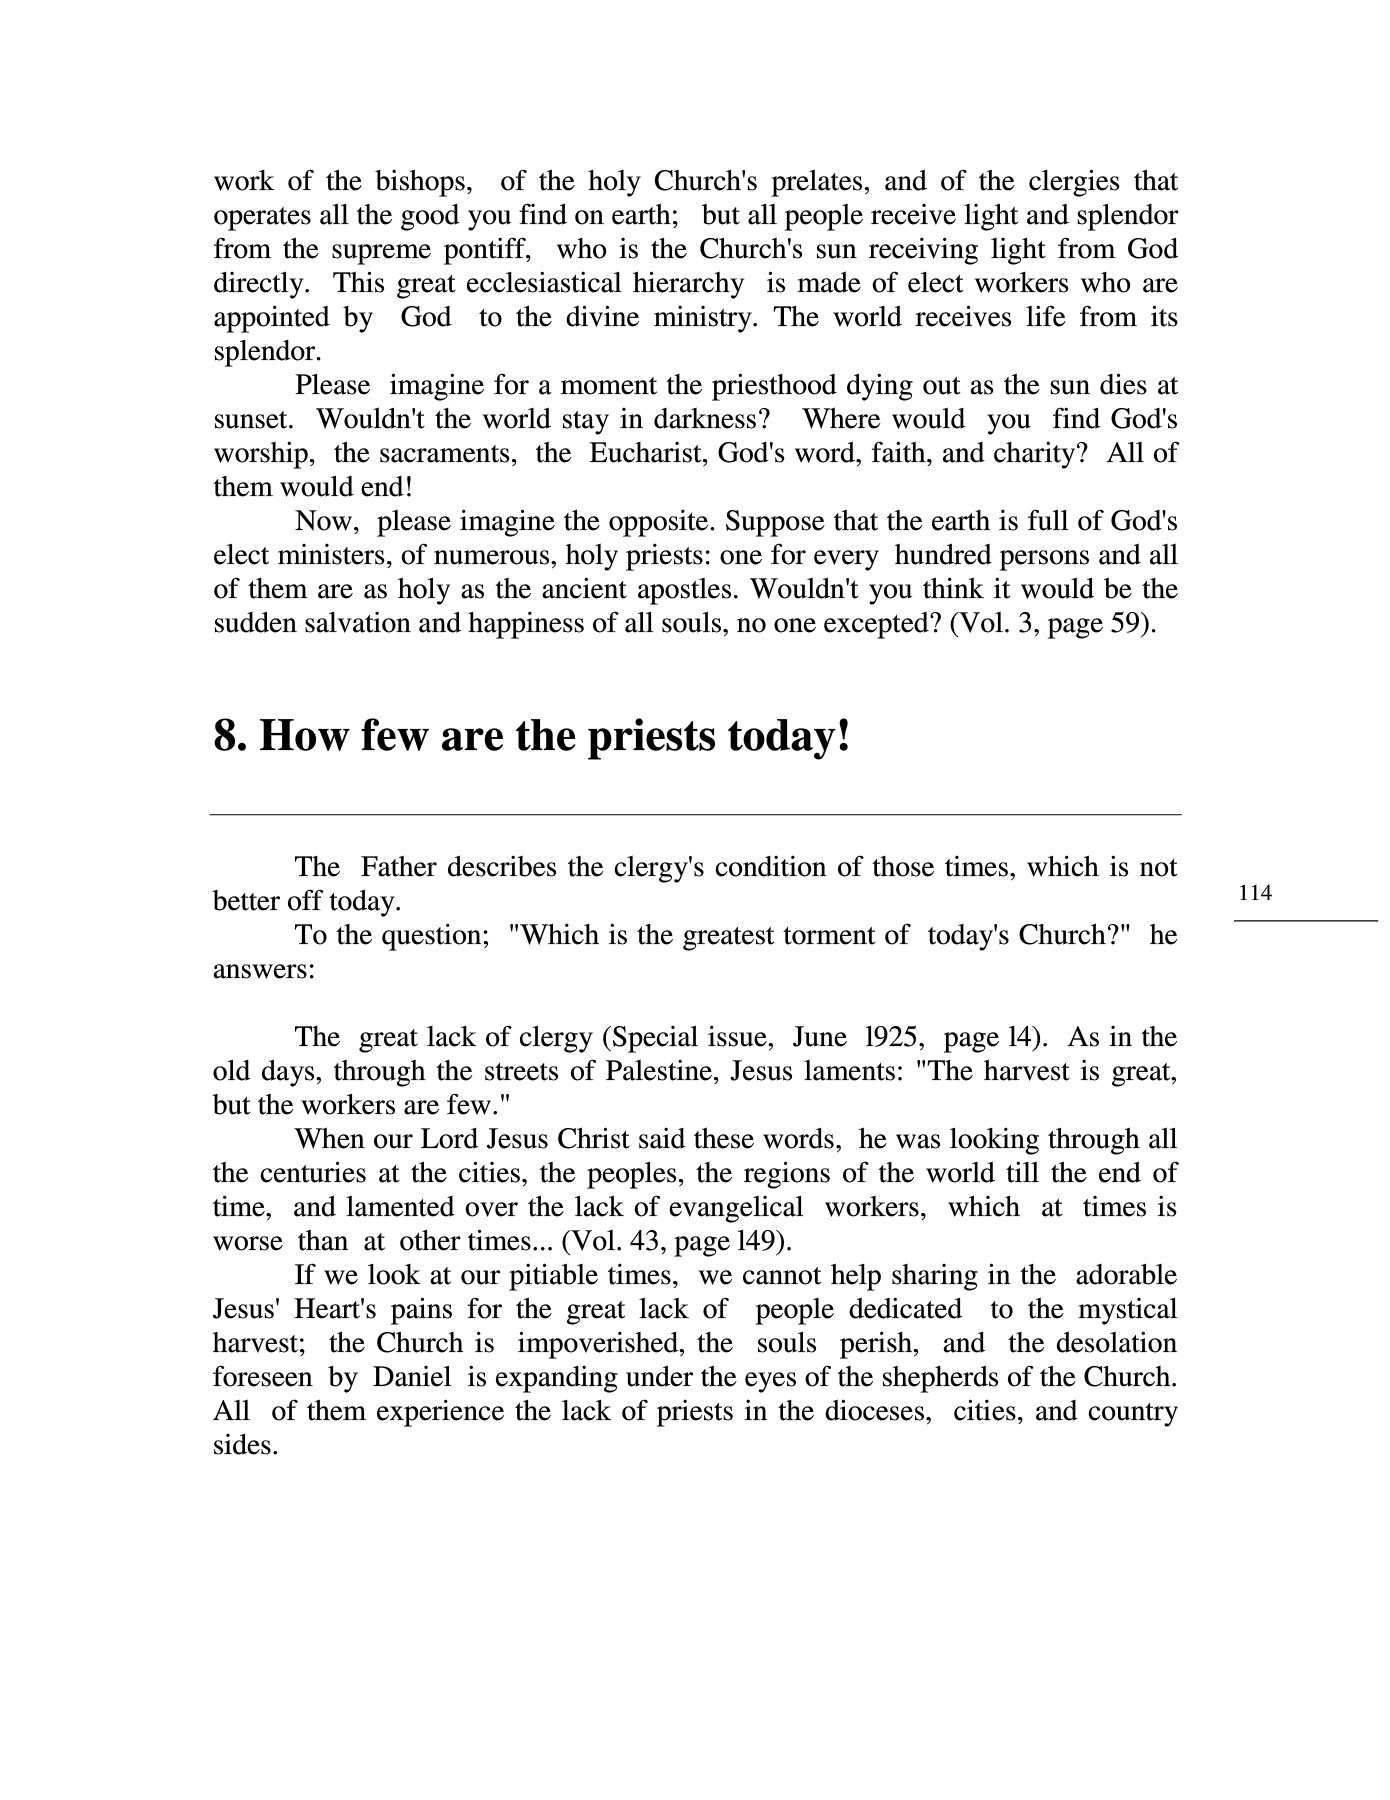 work of the bishops, of the holy Church's prelates, and of the clergies that
operates all the good you find on earth; but all people receive light and splendor
from the supreme pontiff, who is the Church's sun receiving light from God
directly. This great ecclesiastical hierarchy is made of elect workers who are
appointed by God to the divine ministry. The world receives life from its
splendor.
Please imagine for a moment the priesthood dying out as the sun dies at
sunset. Wouldn't the world stay in darkness? Where would you find God's
worship, the sacraments, the Eucharist, God's word, faith, and charity? All of
them would end!
Now, please imagine the opposite. Suppose that the earth is full of God's
elect ministers, of numerous, holy priests: one for every hundred persons and all
of them are as holy as the ancient apostles. Wouldn't you think it would be the
sudden salvation and happiness of all souls, no one excepted? (Vol. 3, page 59).
8. How few are the priests today!
The Father describes the clergy's condition of those times, which is not
better off today.
114
To the question; "Which is the greatest torment of today's Church?" he
answers:
The great lack of clergy (Special issue, June l925, page l4). As in the
old days, through the streets of Palestine, Jesus laments: "The harvest is great,
but the workers are few."
When our Lord Jesus Christ said these words, he was looking through all
the centuries at the cities, the peoples, the regions of the world till the end of
time, and lamented over the lack of evangelical workers, which at times is
worse than at other times... (Vol. 43, page l49).
If we look at our pitiable times, we cannot help sharing in the adorable
Jesus' Heart's pains for the great lack of people dedicated to the mystical
harvest; the Church is impoverished, the souls perish, and the desolation
foreseen by Daniel is expanding under the eyes of the shepherds of the Church.
All of them experience the lack of priests in the dioceses, cities, and country
sides.